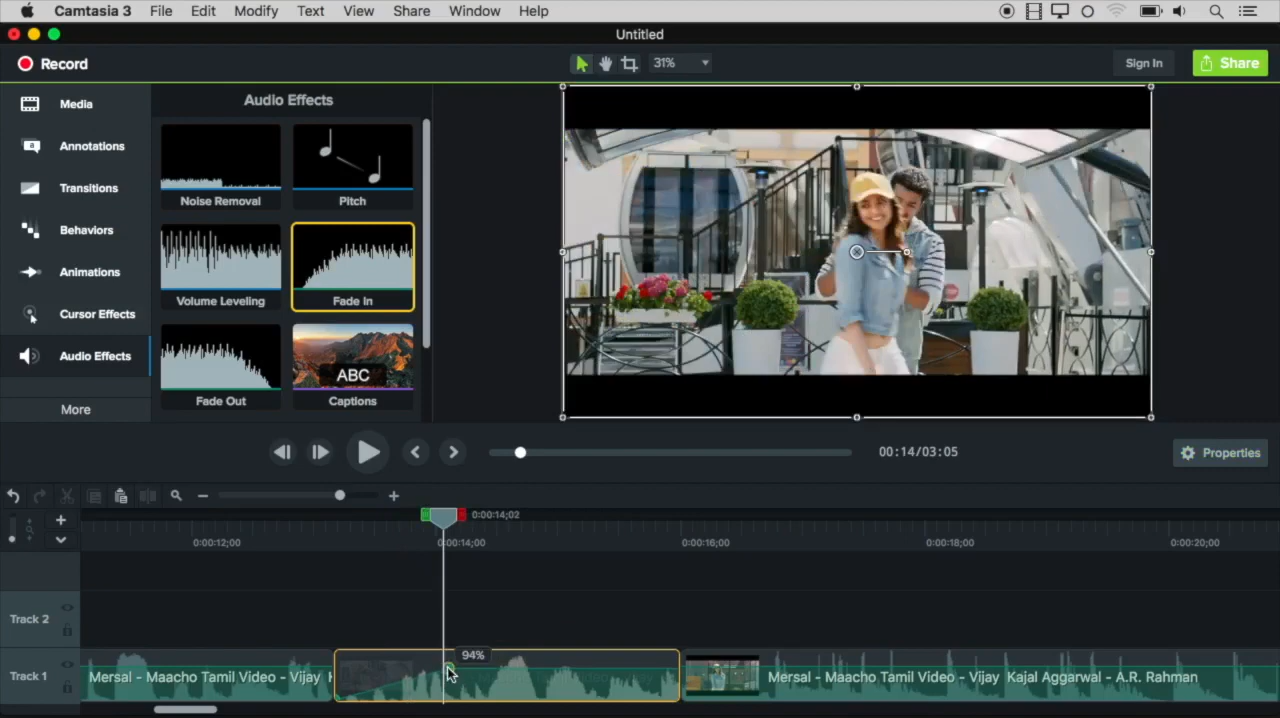 Camtasia 3 File Edit Modify Text View Share Window Help
Untitled
Record
31%
Sign In
Share
Media
Annotations
Transitions
Behaviors
Animations
Cursor Effects
Audio Effects
More
Audio Effects
Noise Removal
Pitch
Volume Leveling
Fade In
Fade Out
ABC
Captions
00:14/03:05
Properties
0:00:14;02
0:00:12;00
0:00:14;00
0:00:16;00
0:00:18;00
0:00:20;00
Track 2
94%
Track 1
Mersal - Maacho Tamil Video - Vijay
Mersal - Maacho Tamil Video - Vijay Kajal Aggarwal - A.R. Rahman